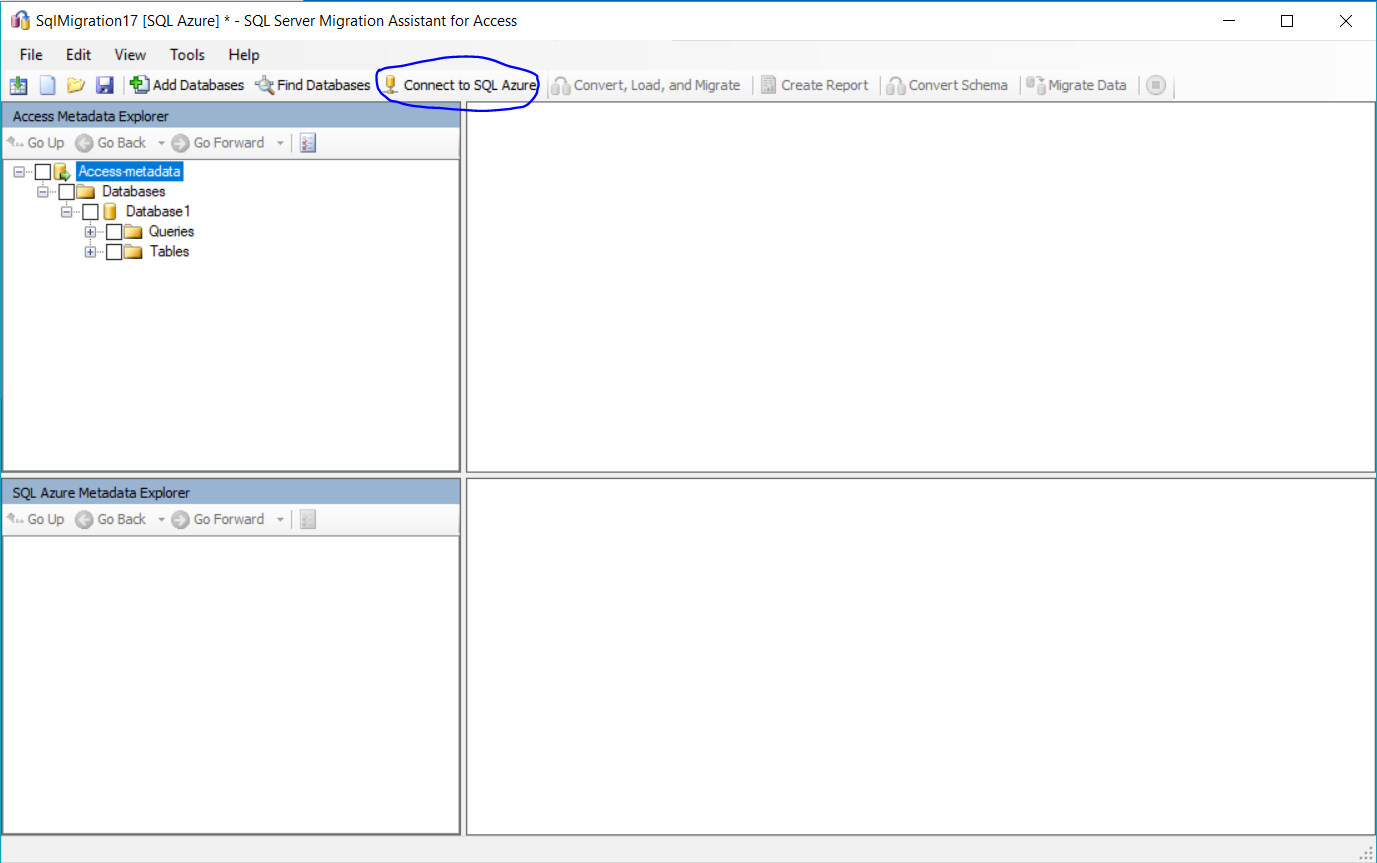 SqlMigration17 [SQL Azure] * - SQL Server Migration Assistant for Access
File Edit View Tools Help
Add Databases Find Databases Connect to SQL Azure Convert, Load, and Migrate Create Report Convert Schema Migrate Data
Access Metadata Explorer
Go Up Go Back Go Forward
Access-metadata
Databases
Database1
Queries
Tables
SQL Azure Metadata Explorer
Go Up Go Back Go Forward